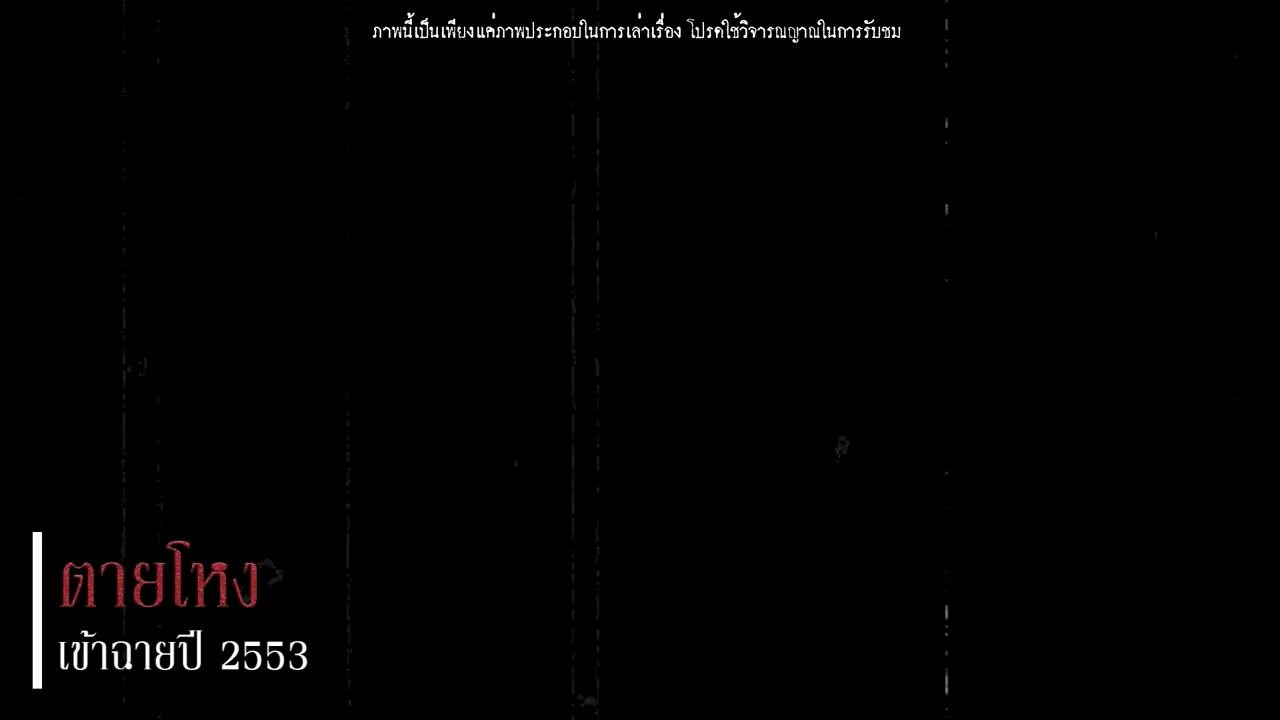 ภาพนี้เป็นเพียงแค่ภาพประกอบในการเล่าเรื่อง โปรดใช้วิจารณญาณในการรับชม
ตายโหง
เข้าฉายปี 2553